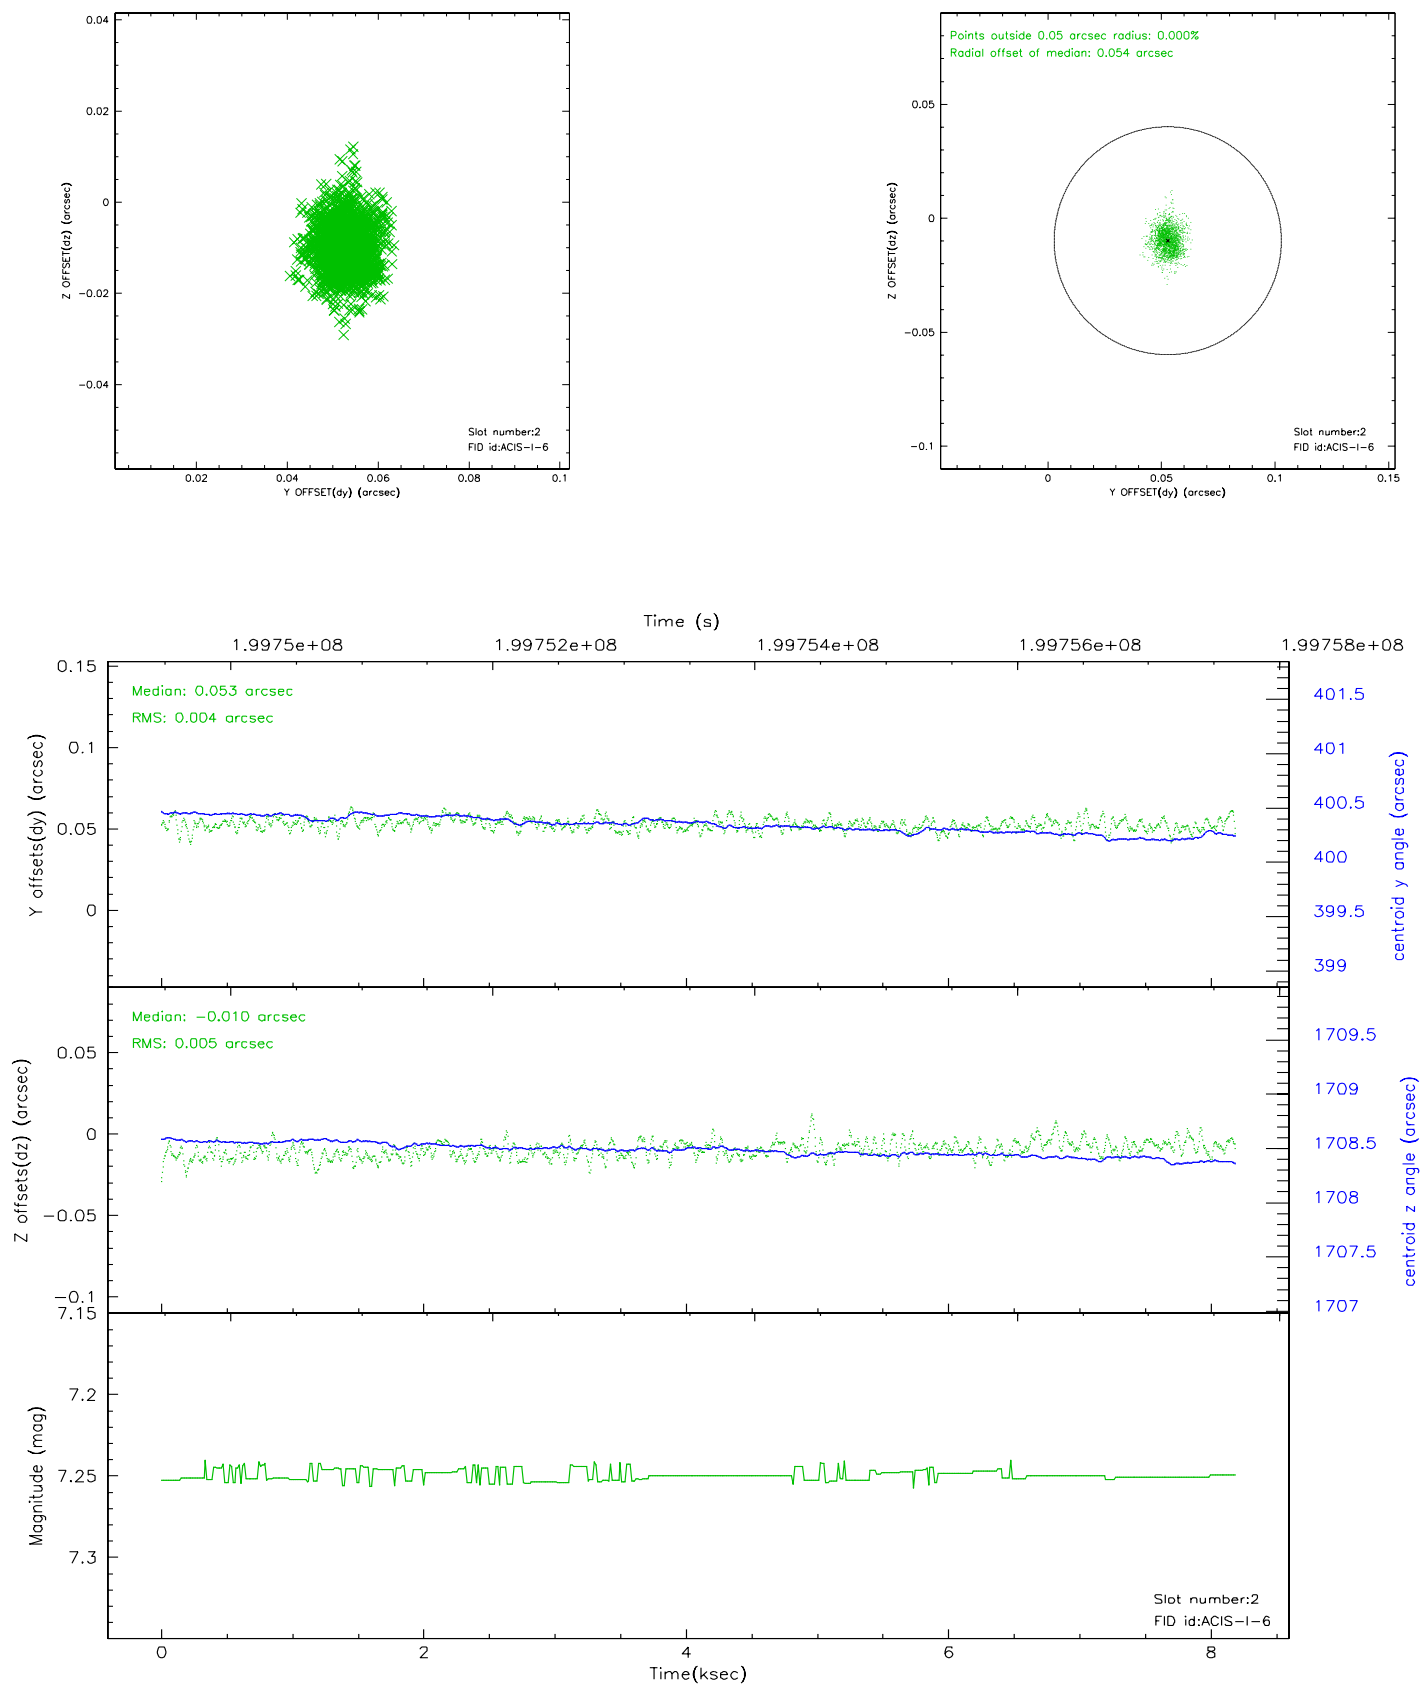 0.04
0.02
0
−0.02
−0.04
Z OFFSET(dz) (arcsec)
Slot number:2
FID id:ACIS−I−6
0.02
0.04
0.06
0.08
0.1
Y OFFSET(dy) (arcsec)
Points outside 0.05 arcsec radius: 0.000%
Radial offset of median: 0.054 arcsec
0.05
0
−0.05
−0.1
Z OFFSET(dz) (arcsec)
Slot number:2
FID id:ACIS−I−6
0
0.05
0.1
0.15
Y OFFSET(dy) (arcsec)
Time (s)
1.9975e+08
1.99752e+08
1.99754e+08
1.99756e+08
1.99758e+08
Median: 0.053 arcsec
RMS: 0.004 arcsec
0.15
0.1
0.05
0
Y offsets(dy) (arcsec)
401.5
401
400.5
400
399.5
399
centroid y angle (arcsec)
Median: −0.010 arcsec
RMS: 0.005 arcsec
0.05
0
−0.05
−0.1
Z offsets(dz) (arcsec)
1709.5
1709
1708.5
1708
1707.5
1707
centroid z angle (arcsec)
7.15
7.2
7.25
7.3
Magnitude (mag)
Slot number:2
FID id:ACIS−I−6
0
2
4
6
8
Time(ksec)